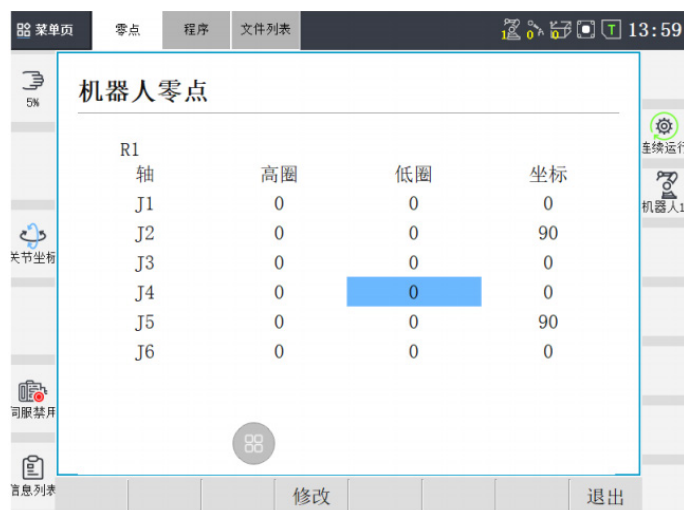 菜单页 零点 程序 文件列表 1 0 0 T 13:59
5%
机器人零点
连续运行
R1
轴 高圈 低圈 坐标
机器人1
J1 0 0 0
J2 0 0 90
关节坐标
J3 0 0 0
J4 0 0 0
J5 0 0 90
J6 0 0 0
伺服禁用
信息列表
修改 退出